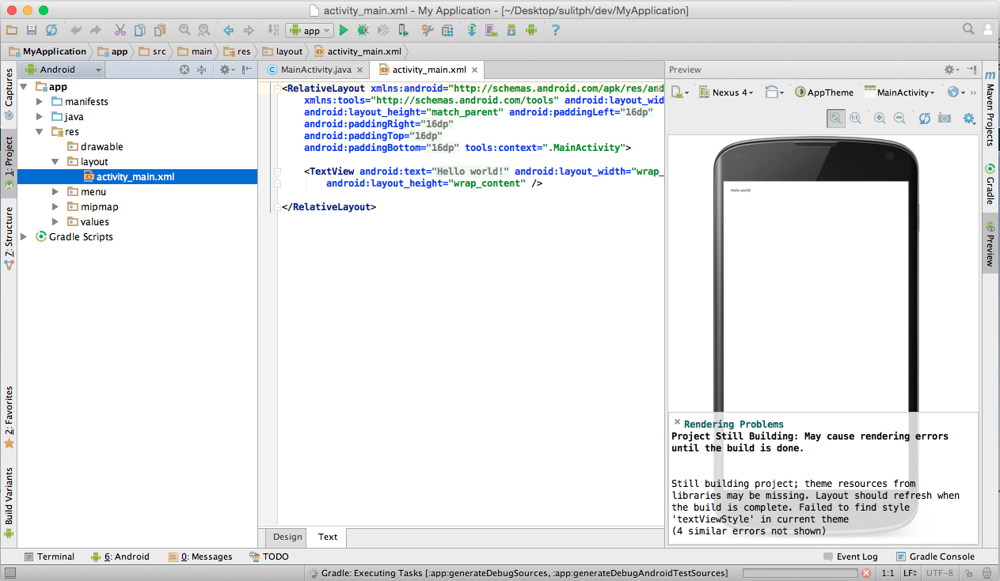 activity_main.xml - My Application - [~/Desktop/sulitph/dev/MyApplication]
app
MyApplication app src main res layout activity_main.xml
Android
MainActivity.java activity_main.xml
Preview
Captures
1: Project
Z: Structure
2: Favorites
Build Variants
app
manifests
java
res
drawable
layout
activity_main.xml
menu
mipmap
values
Gradle Scripts
<RelativeLayout xmlns:android="http://schemas.android.com/apk/res/and
xmlns:tools="http://schemas.android.com/tools" android:layout_wid
android:layout_height="match_parent" android:paddingLeft="16dp"
android:paddingRight="16dp"
android:paddingTop="16dp"
android:paddingBottom="16dp" tools:context=".MainActivity">
<TextView android:text="Hello world!" android:layout_width="wrap_
android:layout_height="wrap_content" />
</RelativeLayout>
Design Text
Nexus 4 AppTheme MainActivity
1:1
Hello world!
Rendering Problems
Project Still Building: May cause rendering errors
until the build is done.
Still building project; theme resources from
libraries may be missing. Layout should refresh when
the build is complete. Failed to find style
'textViewStyle' in current theme
(4 similar errors not shown)
m
Maven Projects
Gradle
Preview
Terminal 6: Android 0: Messages TODO Event Log Gradle Console
Gradle: Executing Tasks [:app:generateDebugSources, :app:generateDebugAndroidTestSources] 1:1 LF UTF-8